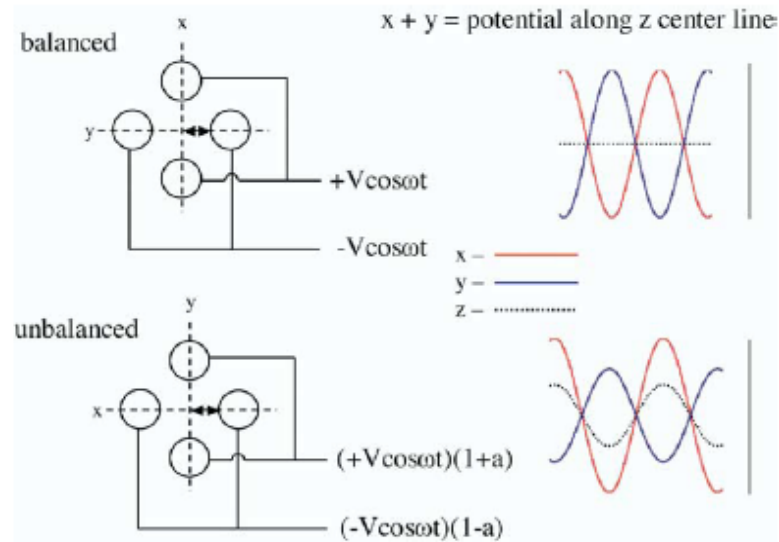 x + y = potential along z center line
balanced
x
y
+Vcosωt
-Vcosωt
x –
y –
z –
unbalanced
y
x
(+Vcosωt)(1+a)
(-Vcosωt)(1-a)